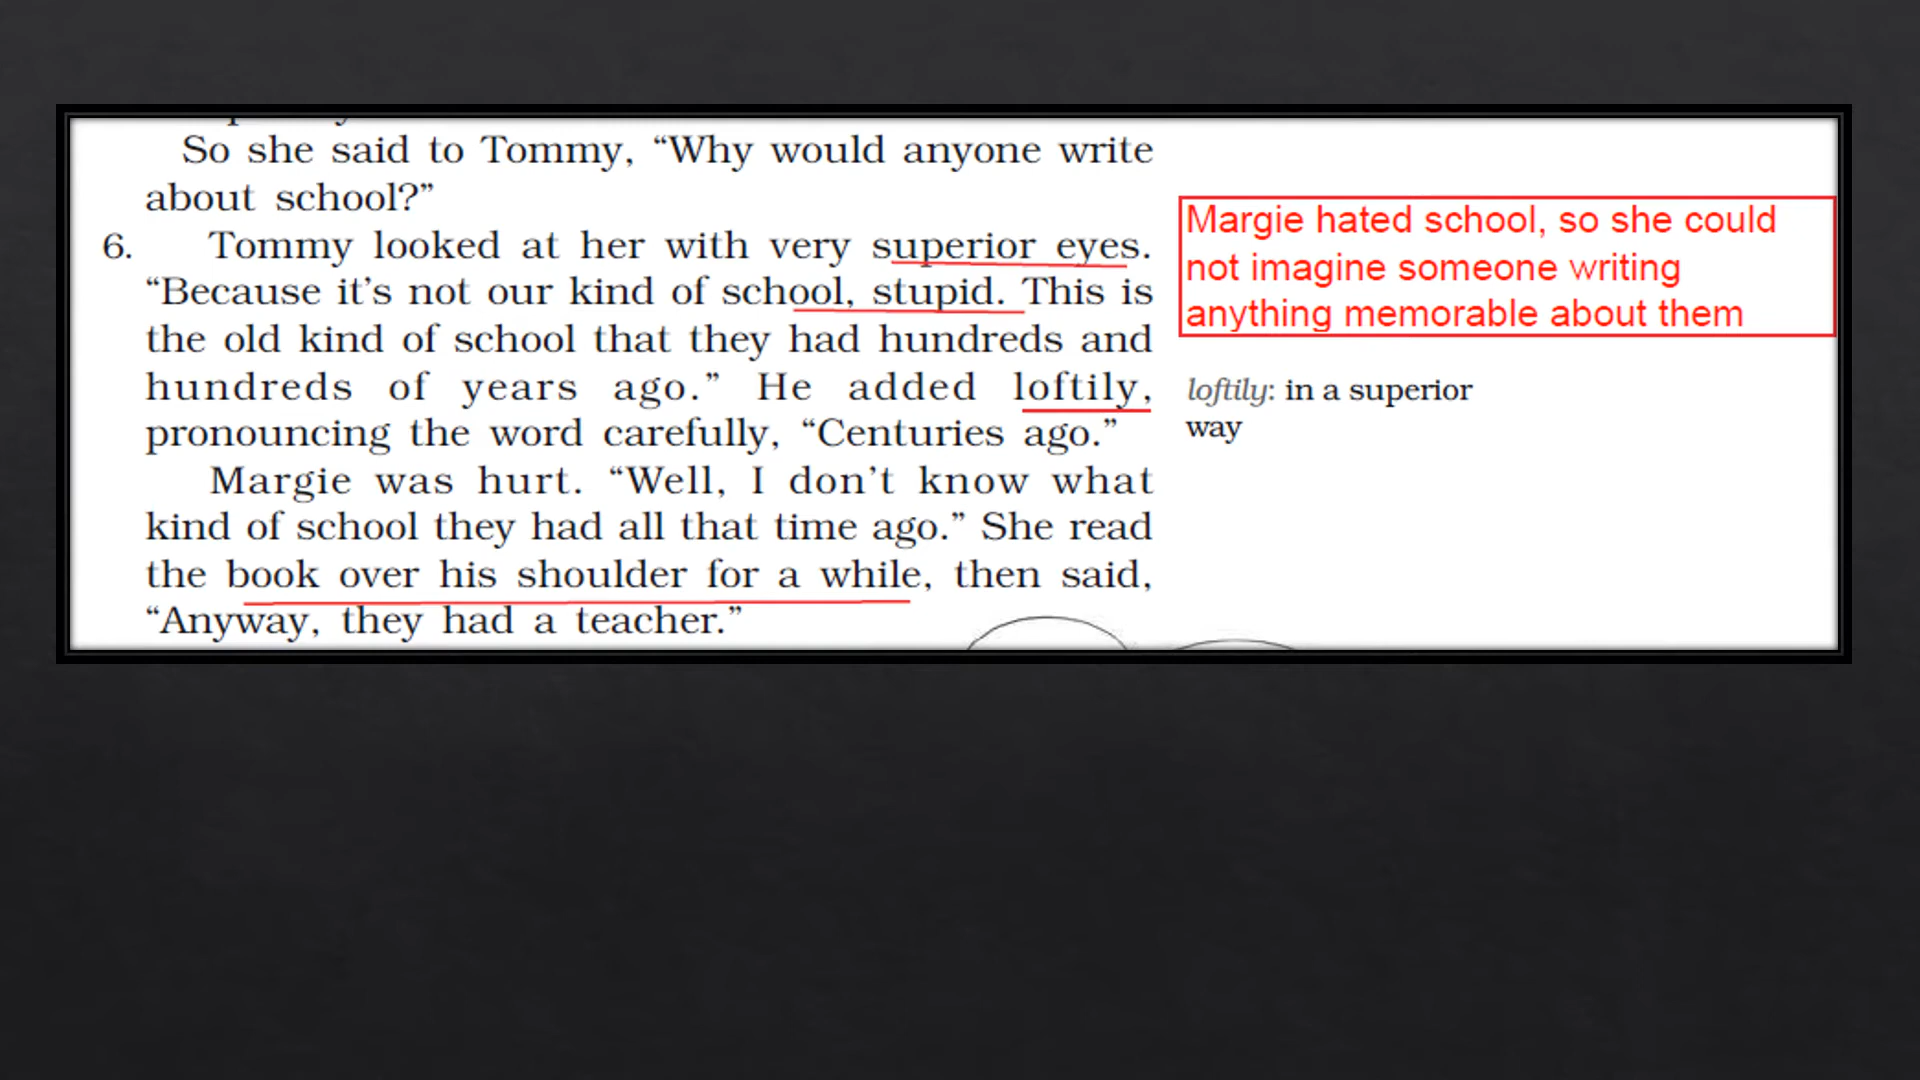 So she said to Tommy, “Why would anyone write
about school?”
6. Tommy looked at her with very superior eyes.
“Because it’s not our kind of school, stupid. This is
the old kind of school that they had hundreds and
hundreds of years ago.” He added loftily,
pronouncing the word carefully, “Centuries ago.”
Margie was hurt. “Well, I don’t know what
kind of school they had all that time ago.” She read
the book over his shoulder for a while, then said,
“Anyway, they had a teacher.”
Margie hated school, so she could
not imagine someone writing
anything memorable about them
loftily: in a superior
way